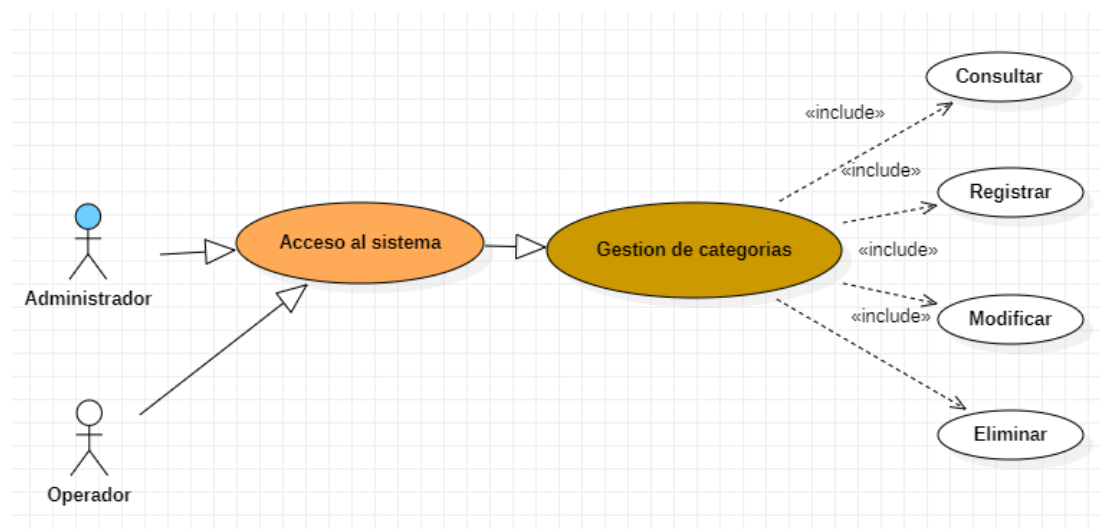 Consultar
«include»
«include»
Registrar
Acceso al sistema
Gestion de categorias
«include»
Administrador
«include»
Modificar
Eliminar
Operador